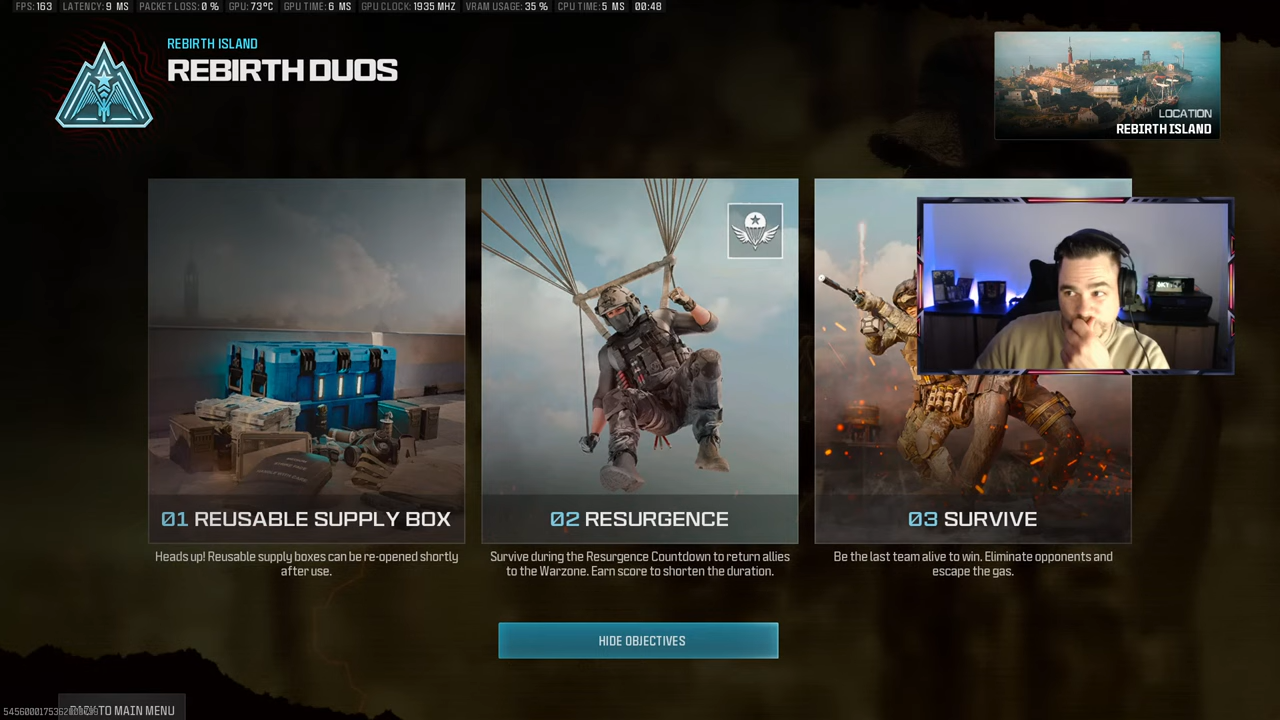 FPS: 163 LATENCY: 9 MS PACKET LOSS: 0 % GPU: 73°C GPU TIME: 6 MS GPU CLOCK: 1935 MHZ VRAM USAGE: 35 % CPU TIME: 5 MS 00:48
REBIRTH ISLAND
REBIRTH DUOS
LOCATION
REBIRTH ISLAND
01 REUSABLE SUPPLY BOX
Heads up! Reusable supply boxes can be re-opened shortly
after use.
02 RESURGENCE
Survive during the Resurgence Countdown to return allies
to the Warzone. Earn score to shorten the duration.
03 SURVIVE
Be the last team alive to win. Eliminate opponents and
escape the gas.
HIDE OBJECTIVES
TO MAIN MENU